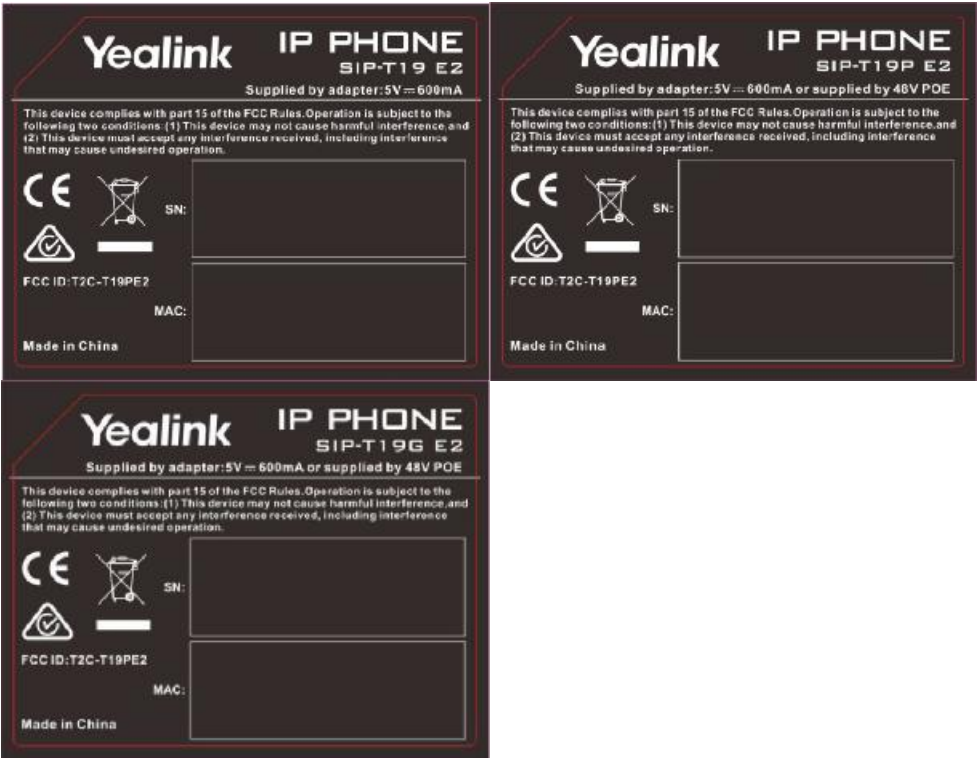 Yealink
IP PHONE
SIP-T19 E2
Supplied by adapter:5V⎓600mA
This device complies with part 15 of the FCC Rules.Operation is subject to the
following two conditions:(1) This device may not cause harmful interference,and
(2) This device must accept any interference received, including interference
that may cause undesired operation.
CE
SN:
FCC ID:T2C-T19PE2
MAC:
Made in China
Yealink
IP PHONE
SIP-T19P E2
Supplied by adapter:5V⎓600mA or supplied by 48V POE
This device complies with part 15 of the FCC Rules.Operation is subject to the
following two conditions:(1) This device may not cause harmful interference,and
(2) This device must accept any interference received, including interference
that may cause undesired operation.
CE
SN:
FCC ID:T2C-T19PE2
MAC:
Made in China
Yealink
IP PHONE
SIP-T19G E2
Supplied by adapter:5V⎓600mA or supplied by 48V POE
This device complies with part 15 of the FCC Rules.Operation is subject to the
following two conditions:(1) This device may not cause harmful interference,and
(2) This device must accept any interference received, including interference
that may cause undesired operation.
CE
SN:
FCC ID:T2C-T19PE2
MAC:
Made in China